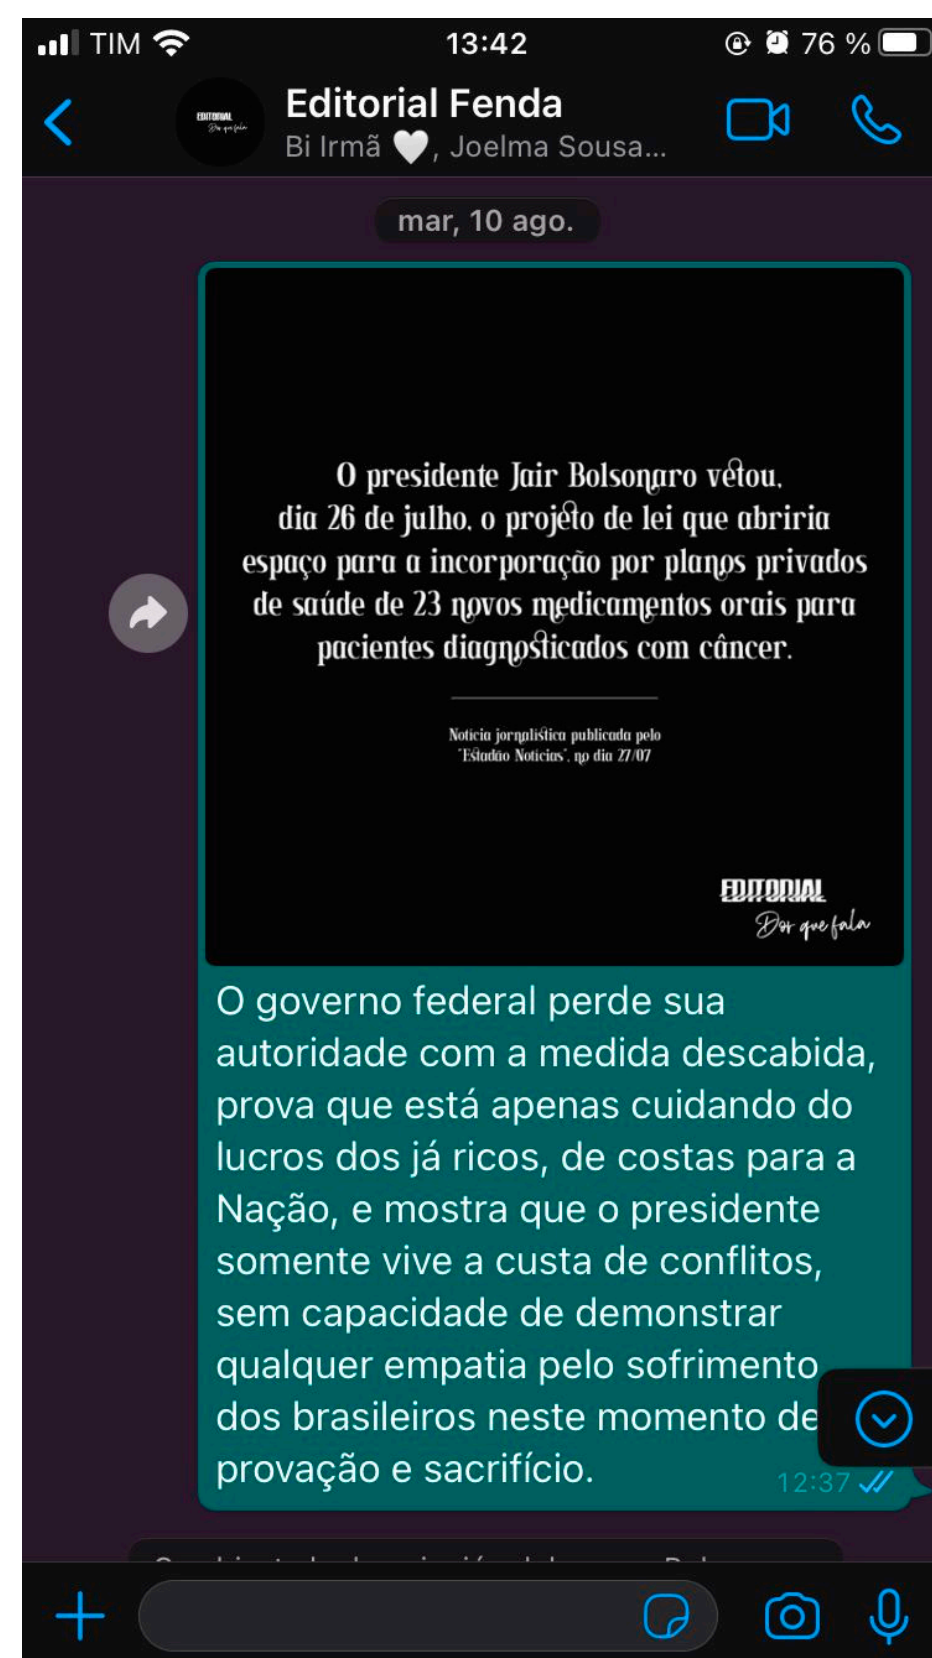 TIM
13:42
76 %
EDITORIAL
Dor que fala
Editorial Fenda
Bi Irmã 🤍, Joelma Sousa...
mar, 10 ago.
O presidente Jair Bolsonaro vetou,
dia 26 de julho, o projeto de lei que abriria
espaço para a incorporação por planos privados
de saúde de 23 novos medicamentos orais para
pacientes diagnosticados com câncer.
Notícia jornalística publicada pelo
"Estadão Notícias", no dia 27/07
EDITORIAL
Dor que fala
O governo federal perde sua
autoridade com a medida descabida,
prova que está apenas cuidando do
lucros dos já ricos, de costas para a
Nação, e mostra que o presidente
somente vive a custa de conflitos,
sem capacidade de demonstrar
qualquer empatia pelo sofrimento
dos brasileiros neste momento de
provação e sacrifício.
12:37